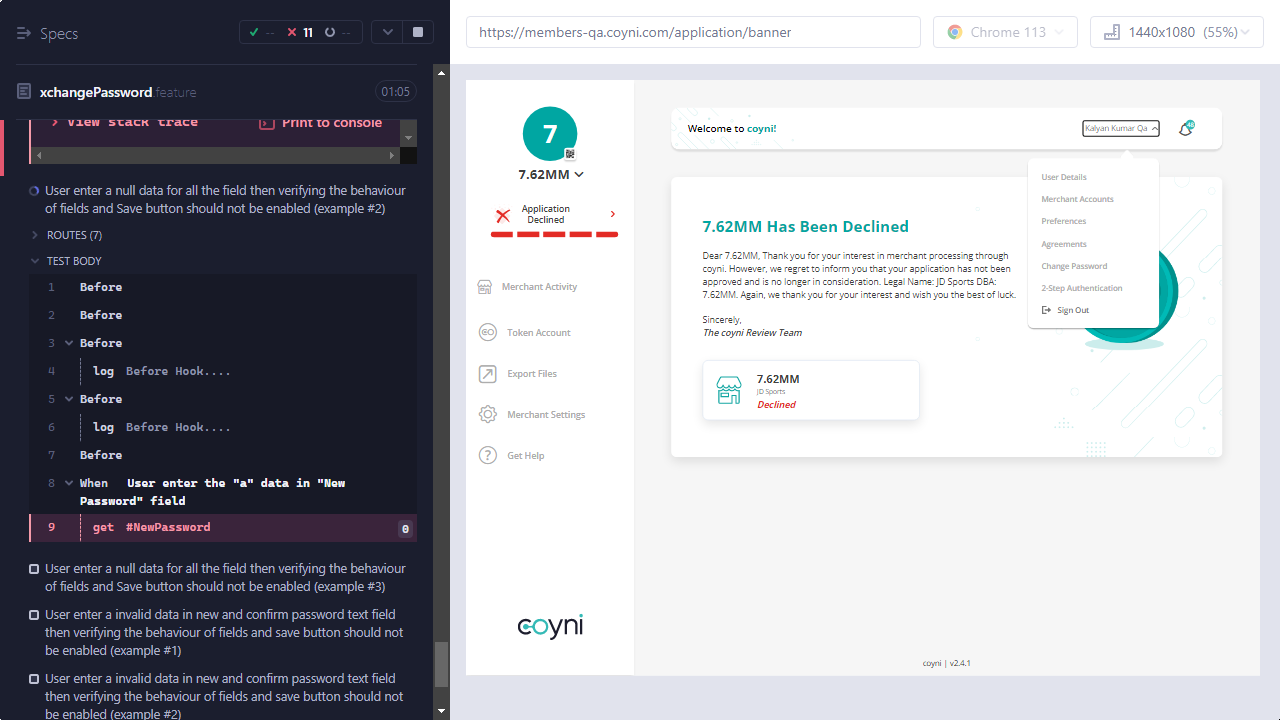 Specs
-- 11 --
xchangePassword.feature
01:05
View stack trace
Print to console
User enter a null data for all the field then verifying the behaviour
of fields and Save button should not be enabled (example #2)
ROUTES (7)
TEST BODY
1 Before
2 Before
3 Before
4 log Before Hook....
5 Before
6 log Before Hook....
7 Before
8 When User enter the "a" data in "New
Password" field
9 get #NewPassword 0
User enter a null data for all the field then verifying the behaviour
of fields and Save button should not be enabled (example #3)
User enter a invalid data in new and confirm password text field
then verifying the behaviour of fields and save button should not
be enabled (example #1)
User enter a invalid data in new and confirm password text field
then verifying the behaviour of fields and save button should not
be enabled (example #2)
https://members-qa.coyni.com/application/banner
Chrome 113
1440x1080 (55%)
7
7.62MM
Application
Declined
Merchant Activity
Token Account
Export Files
Merchant Settings
Get Help
coyni
Welcome to coyni!
Kalyan Kumar Qa
User Details
Merchant Accounts
Preferences
Agreements
Change Password
2-Step Authentication
Sign Out
7.62MM Has Been Declined
Dear 7.62MM, Thank you for your interest in merchant processing through
coyni. However, we regret to inform you that your application has not been
approved and is no longer in consideration. Legal Name: JD Sports DBA:
7.62MM. Again, we thank you for your interest and wish you the best of luck.
Sincerely,
The coyni Review Team
7.62MM
JD Sports
Declined
coyni | v2.4.1